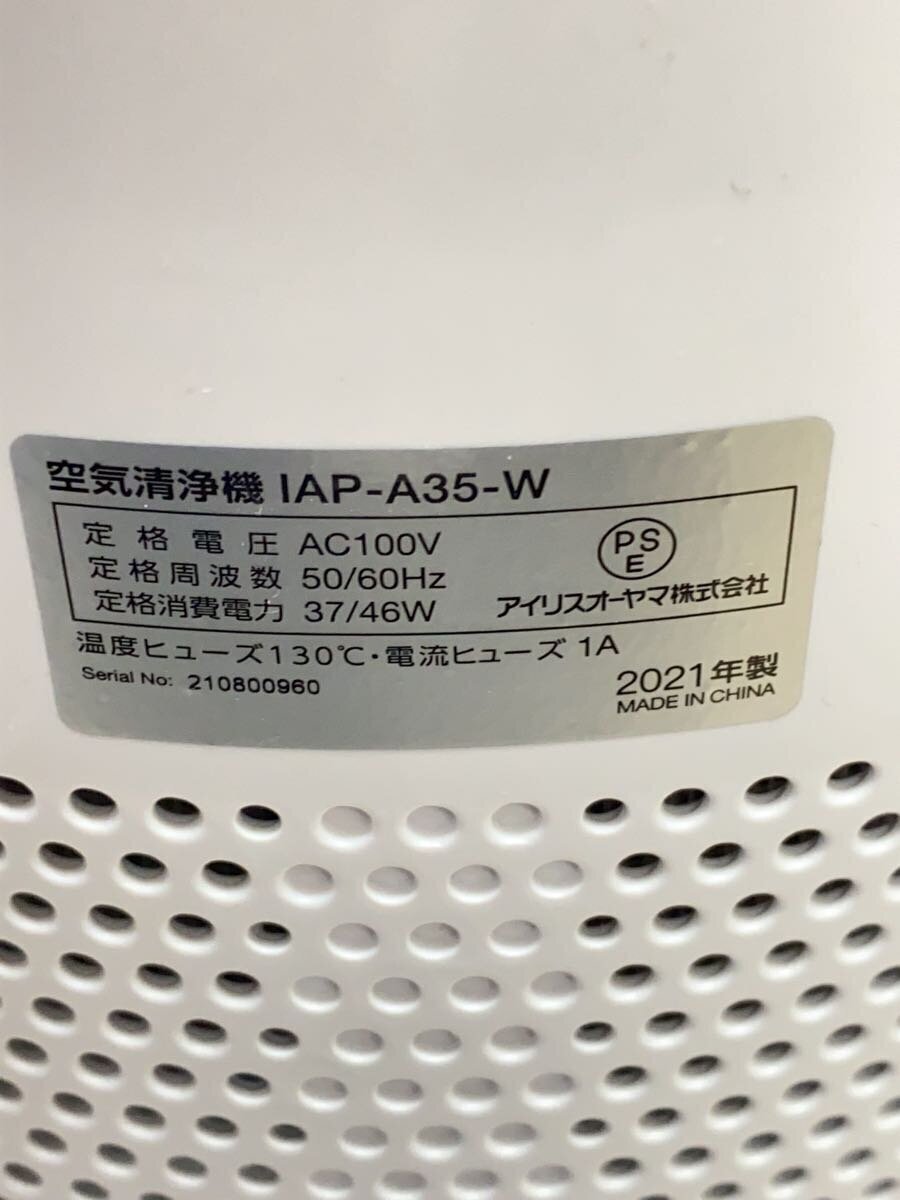 空気清浄機 IAP-A35-W
定格電圧 AC100V
定格周波数 50/60Hz
定格消費電力 37/46W
PS
E
アイリスオーヤマ株式会社
温度ヒューズ130℃・電流ヒューズ 1A
Serial No: 210800960
2021年製
MADE IN CHINA